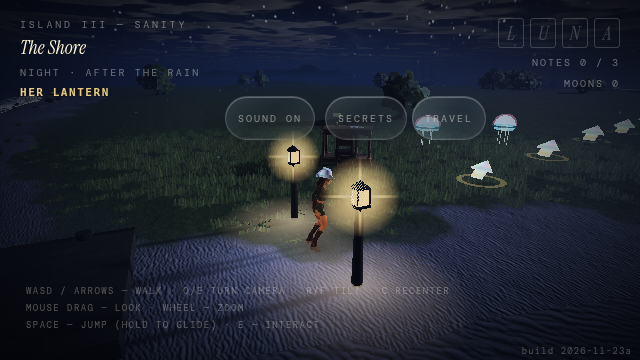 ISLAND III — SANITY
The Shore
NIGHT · AFTER THE RAIN
HER LANTERN
L U N A
NOTES 0 / 3
MOONS 0
SOUND ON
SECRETS
TRAVEL
WASD / ARROWS — WALK · Q/E TURN CAMERA · R/F TILT · C RECENTER
MOUSE DRAG — LOOK · WHEEL — ZOOM
SPACE — JUMP (HOLD TO GLIDE) · E — INTERACT
build 2026-11-23a